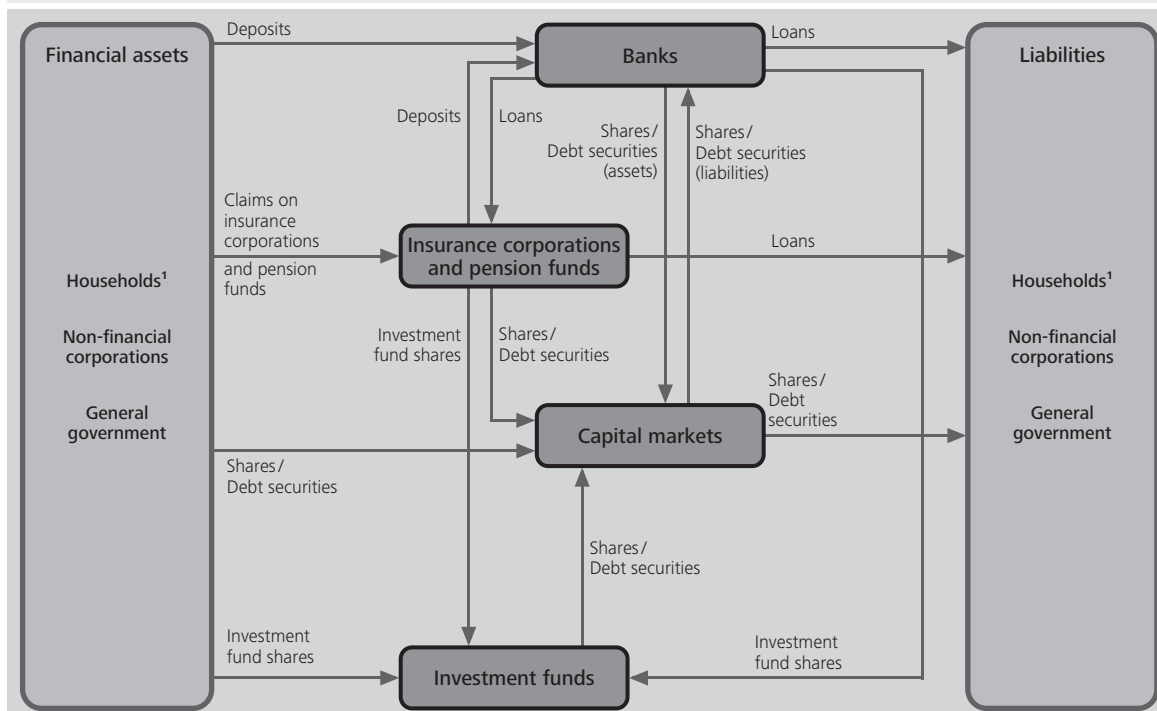 Deposits
Financial assets
Banks
Loans
Liabilities
Deposits
Loans
Shares/
Debt securities
(assets)
Shares/
Debt securities
(liabilities)
Claims on
insurance
corporations
and pension
funds
Insurance corporations
and pension funds
Loans
Households¹
Non-financial
corporations
General
government
Households¹
Non-financial
corporations
General
government
Investment
fund shares
Shares/
Debt securities
Shares/
Debt
securities
Capital markets
Shares/
Debt securities
Shares/
Debt securities
Investment
fund shares
Investment funds
Investment
fund shares